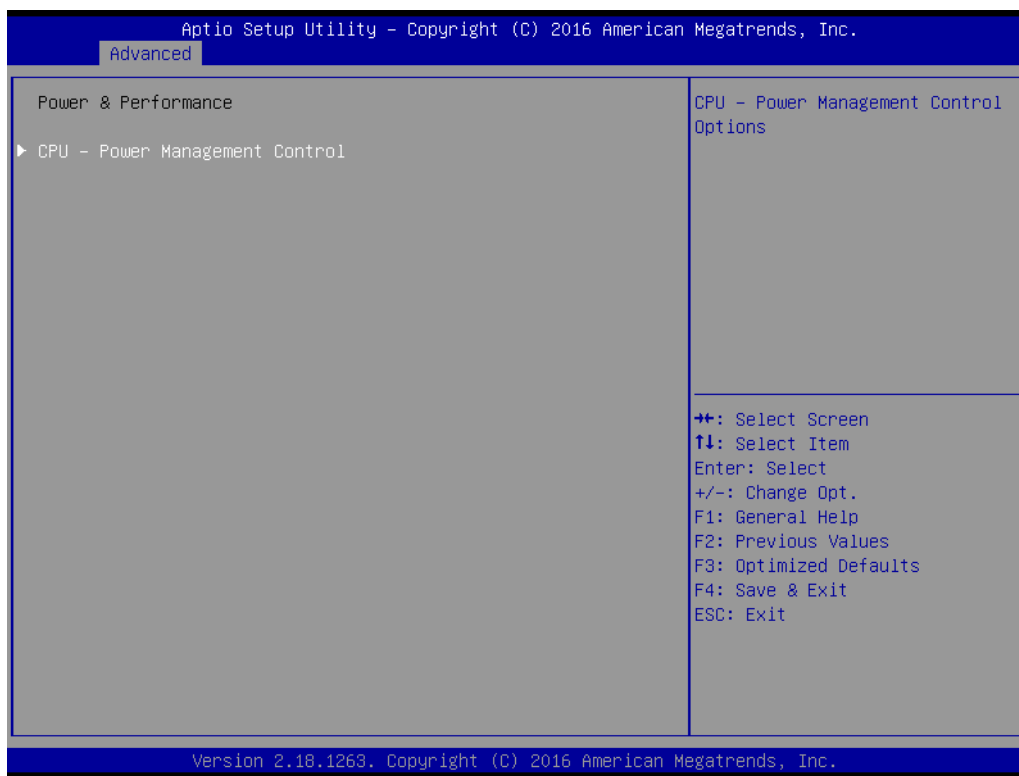 Aptio Setup Utility – Copyright (C) 2016 American Megatrends, Inc.
Advanced
Power & Performance
CPU – Power Management Control
CPU – Power Management Control
Options
→←: Select Screen
↑↓: Select Item
Enter: Select
+/-: Change Opt.
F1: General Help
F2: Previous Values
F3: Optimized Defaults
F4: Save & Exit
ESC: Exit
Version 2.18.1263. Copyright (C) 2016 American Megatrends, Inc.